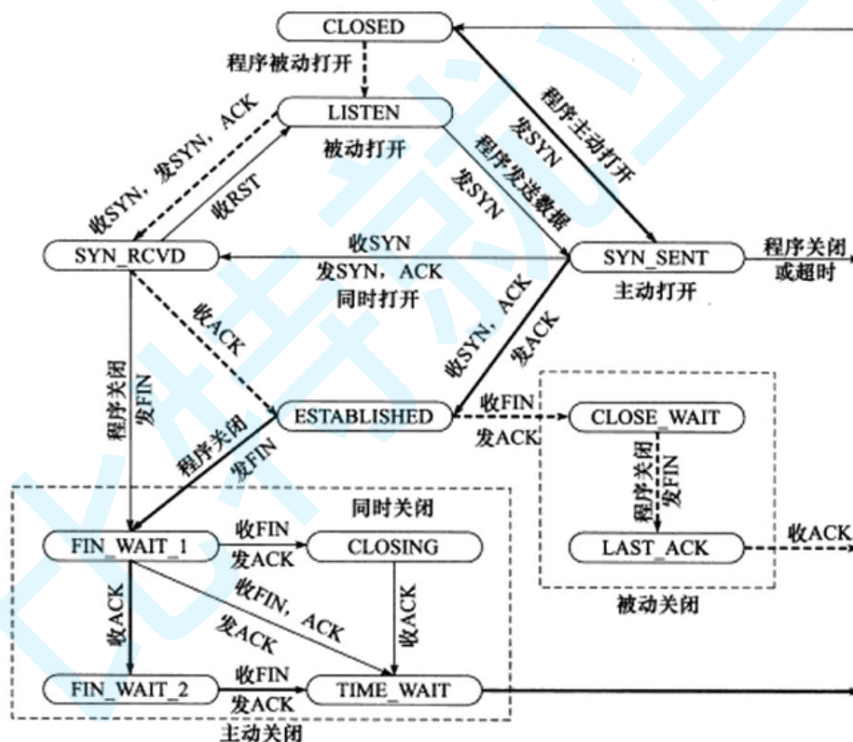 CLOSED
程序被动打开
LISTEN
被动打开
收SYN，发SYN，ACK
收RST
程序发送数据
发SYN
程序主动打开
发SYN
SYN_RCVD
收SYN
发SYN，ACK
同时打开
SYN_SENT
主动打开
程序关闭
或超时
收ACK
收SYN，ACK
发ACK
程序关闭
发FIN
ESTABLISHED
收FIN
发ACK
CLOSE_WAIT
程序关闭
发FIN
程序关闭
发FIN
同时关闭
FIN_WAIT_1
收FIN
发ACK
CLOSING
LAST_ACK
收ACK
被动关闭
收ACK
收FIN，ACK
发ACK
收ACK
FIN_WAIT_2
收FIN
发ACK
TIME_WAIT
主动关闭
比特就业